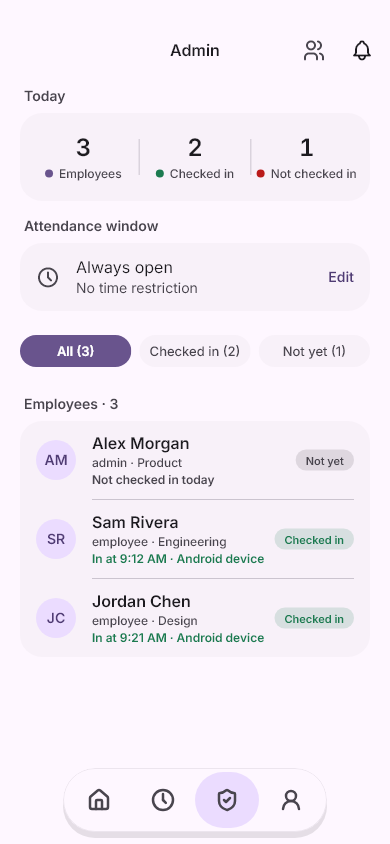 Admin
Today
3
2
1
Employees
Checked in
Not checked in
Attendance window
Always open
No time restriction
Edit
All (3)
Checked in (2)
Not yet (1)
Employees · 3
AM
Alex Morgan
admin · Product
Not checked in today
Not yet
SR
Sam Rivera
employee · Engineering
In at 9:12 AM · Android device
Checked in
JC
Jordan Chen
employee · Design
In at 9:21 AM · Android device
Checked in